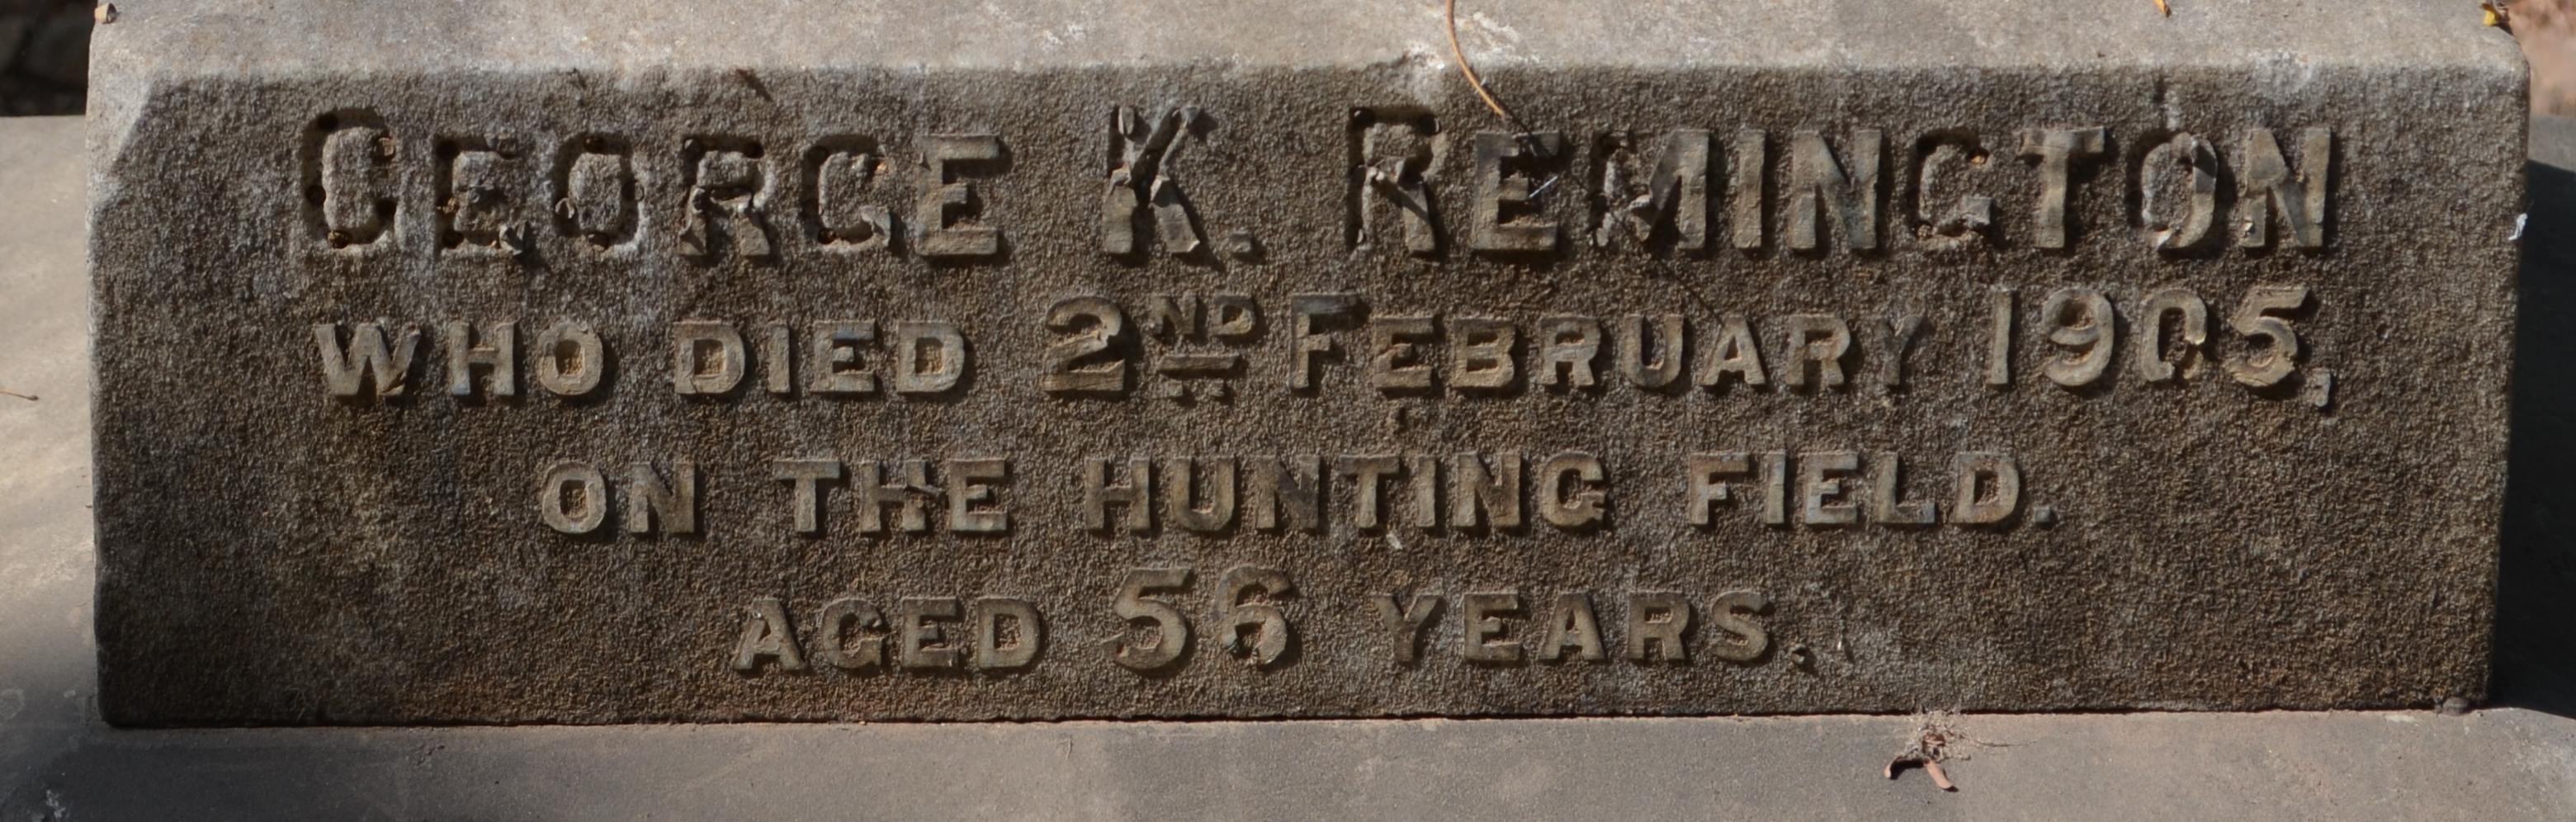 GEORGE K. REMINGTON
WHO DIED 2ND FEBRUARY 1905,
ON THE HUNTING FIELD.
AGED 56 YEARS.